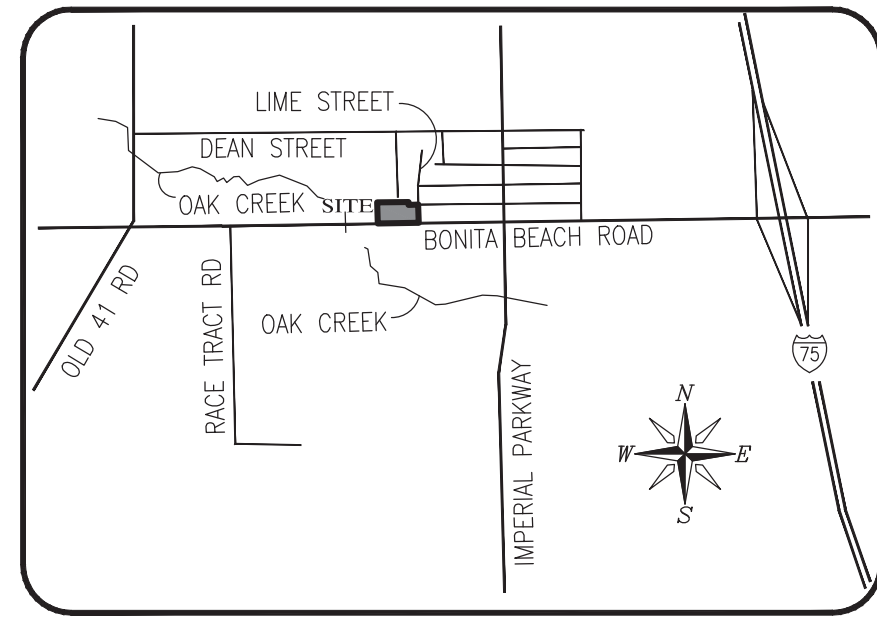 LIME STREET
DEAN STREET
OAK CREEK
SITE
BONITA BEACH ROAD
OLD 41 RD
RACE TRACT RD
OAK CREEK
75
IMPERIAL PARKWAY
N
W
E
S